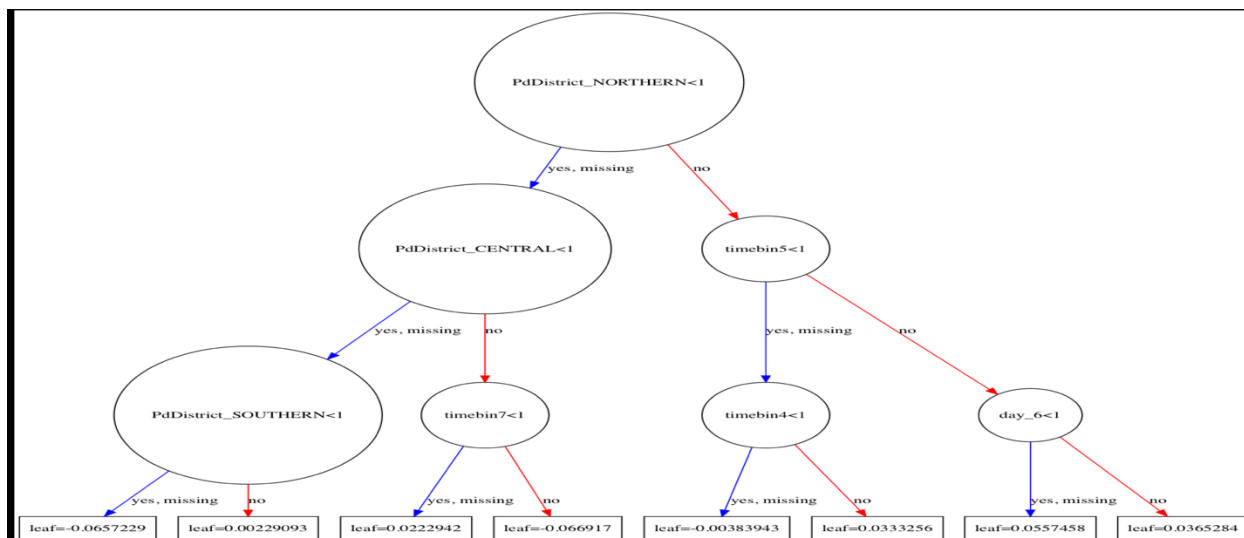 PdDistrict_NORTHERN<1
yes, missing
no
PdDistrict_CENTRAL<1
timebin5<1
yes, missing
no
yes, missing
no
PdDistrict_SOUTHERN<1
timebin7<1
timebin4<1
day_6<1
yes, missing
no
yes, missing
no
yes, missing
no
yes, missing
no
leaf=-0.0657229
leaf=0.00229093
leaf=0.0222942
leaf=-0.066917
leaf=-0.00383943
leaf=0.0333256
leaf=0.0557458
leaf=0.0365284